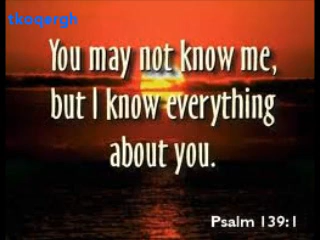 tkoqergh
You may not know me,
but I know everything
about you.
Psalm 139:1